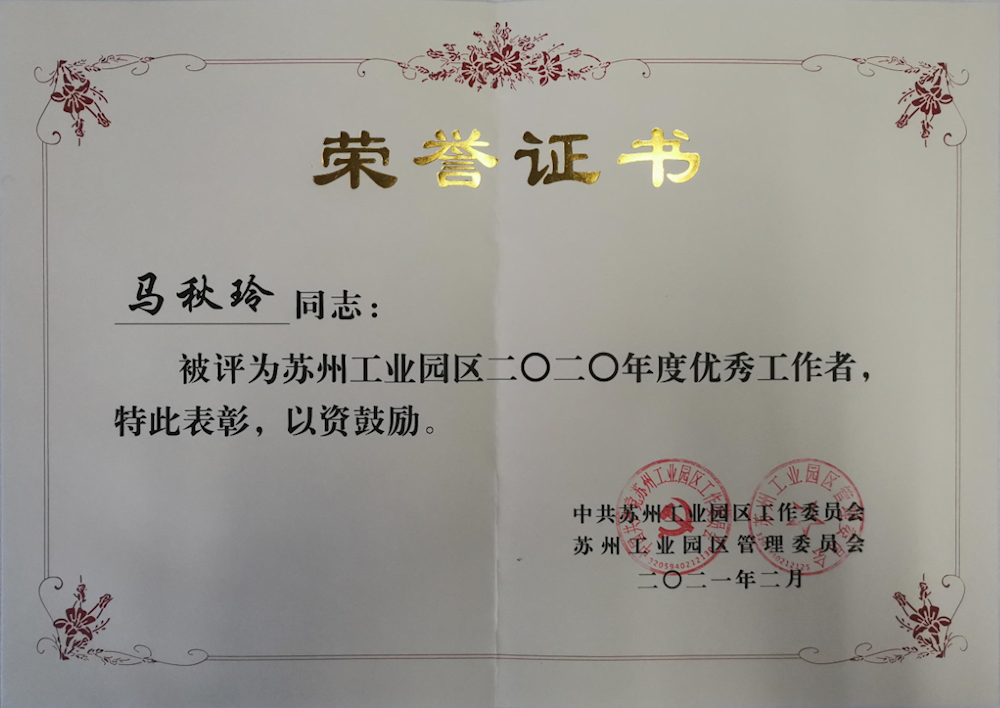 荣誉证书
马秋玲同志：
被评为苏州工业园区二〇二〇年度优秀工作者，
特此表彰，以资鼓励。
中共苏州工业园区工作委员会
苏州工业园区管理委员会
二〇二一年二月